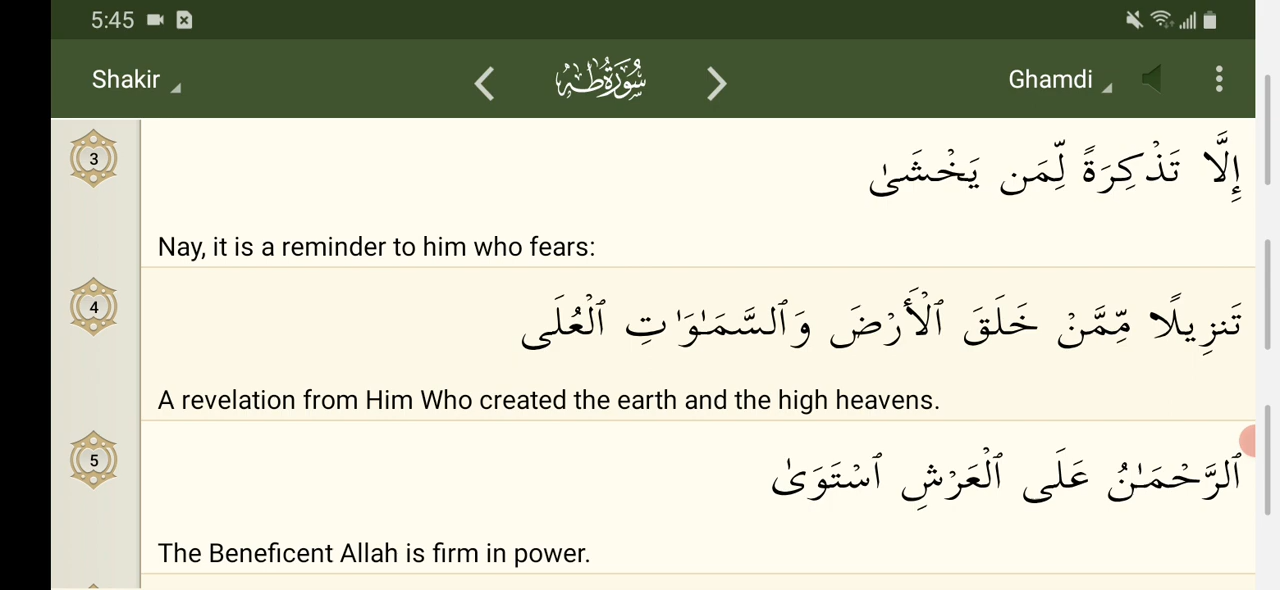 5:45
Shakir
سُورَةُ طه
Ghamdi
3
إِلَّا تَذْكِرَةً لِّمَن يَخْشَىٰ
Nay, it is a reminder to him who fears:
4
تَنزِيلًا مِّمَّنْ خَلَقَ ٱلْأَرْضَ وَٱلسَّمَـٰوَٰتِ ٱلْعُلَى
A revelation from Him Who created the earth and the high heavens.
5
ٱلرَّحْمَـٰنُ عَلَى ٱلْعَرْشِ ٱسْتَوَىٰ
The Beneficent Allah is firm in power.